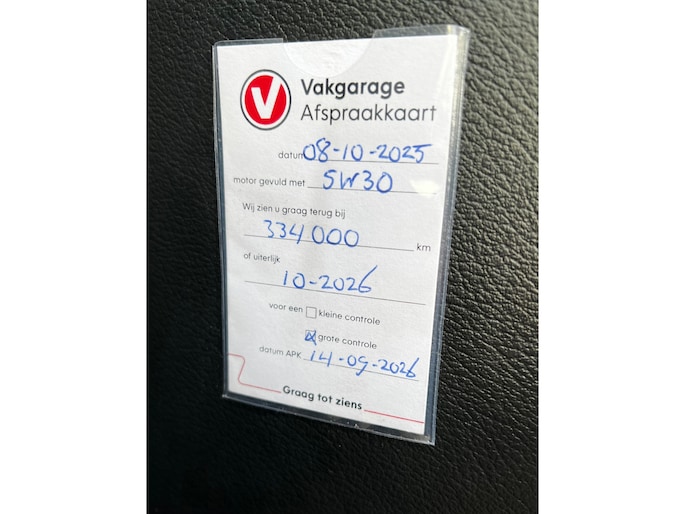 V
Vakgarage
Afspraakkaart
datum 08-10-2025
motor gevuld met 5W30
Wij zien u graag terug bij
334000 km
of uiterlijk
10-2026
voor een kleine controle
grote controle
datum APK 14-09-2026
Graag tot ziens